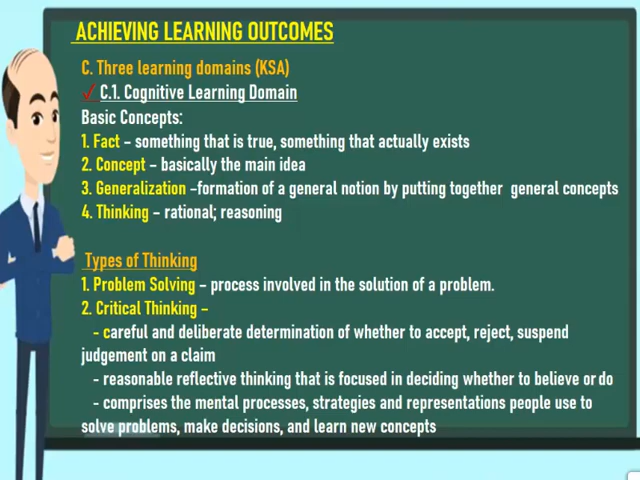 ACHIEVING LEARNING OUTCOMES
C. Three learning domains (KSA)
✓ C.1. Cognitive Learning Domain
Basic Concepts:
1. Fact – something that is true, something that actually exists
2. Concept – basically the main idea
3. Generalization –formation of a general notion by putting together general concepts
4. Thinking – rational; reasoning
Types of Thinking
1. Problem Solving – process involved in the solution of a problem.
2. Critical Thinking –
- careful and deliberate determination of whether to accept, reject, suspend
judgement on a claim
- reasonable reflective thinking that is focused in deciding whether to believe or do
- comprises the mental processes, strategies and representations people use to
solve problems, make decisions, and learn new concepts